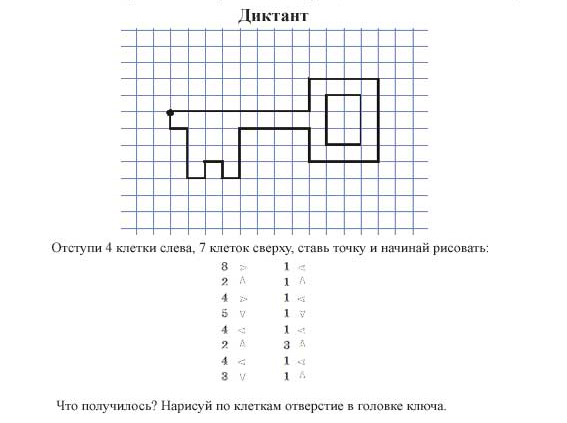 Диктант
Отступи 4 клетки слева, 7 клеток сверху, ставь точку и начинай рисовать:
8 > 1 <
2 ^ 1 ^
4 > 1 <
5 v 1 v
4 < 1 <
2 ^ 3 ^
4 < 1 <
3 v 1 ^
Что получилось? Нарисуй по клеткам отверстие в головке ключа.